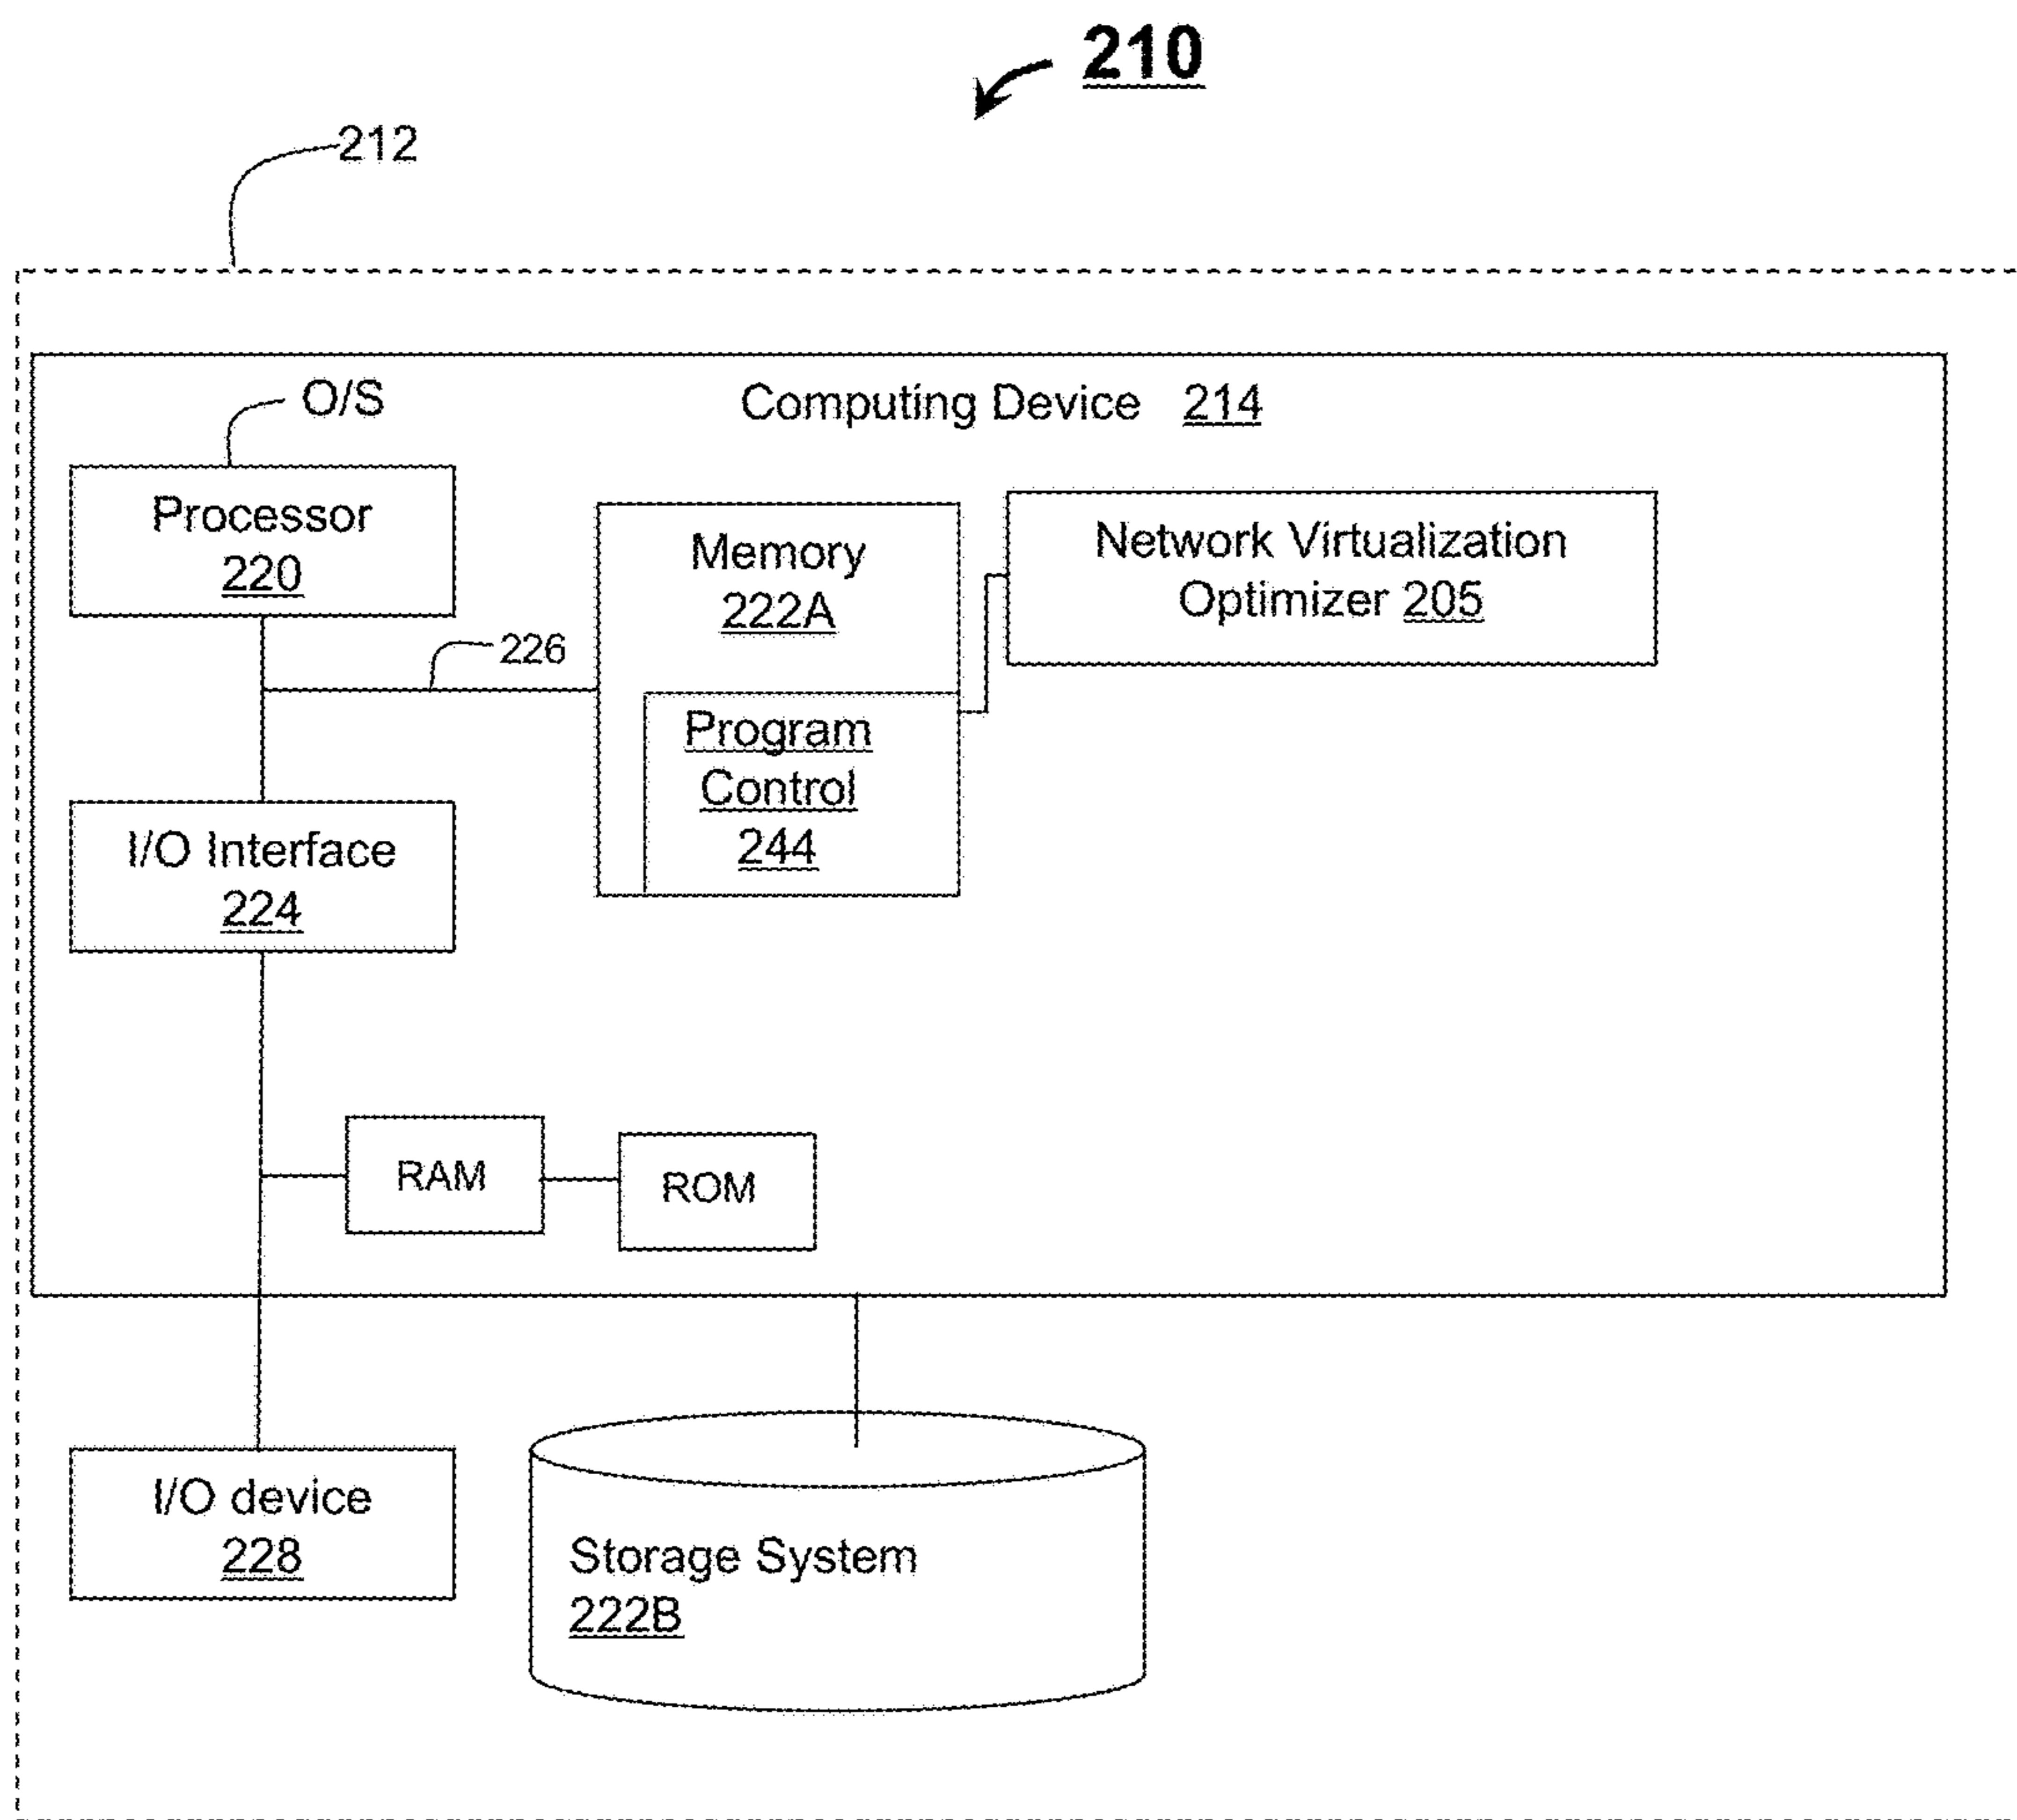 210
212
O/S
Computing Device 214
Processor
220
Memory
222A
Network Virtualization
Optimizer 205
226
Program
Control
244
I/O Interface
224
RAM
ROM
I/O device
228
Storage System
222B